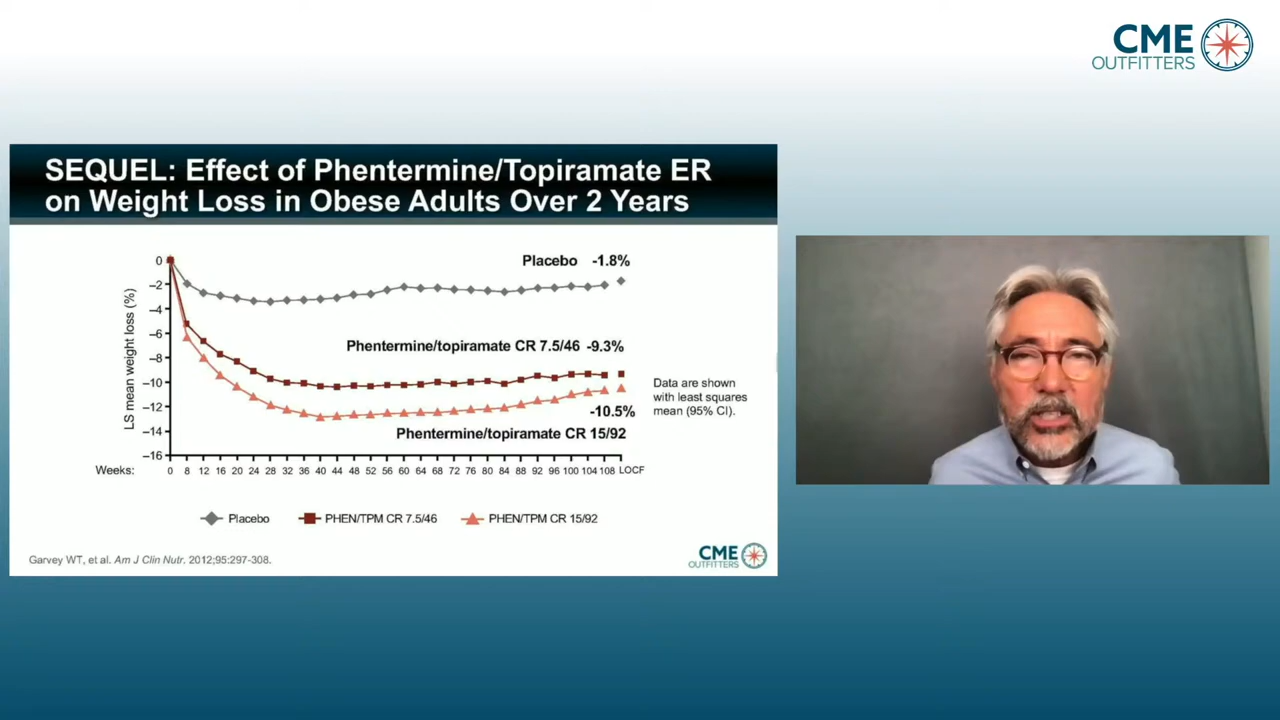 CME
OUTFITTERS
SEQUEL: Effect of Phentermine/Topiramate ER
on Weight Loss in Obese Adults Over 2 Years
LS mean weight loss (%)
0
−2
−4
−6
−8
−10
−12
−14
−16
Placebo -1.8%
Phentermine/topiramate CR 7.5/46 -9.3%
-10.5%
Phentermine/topiramate CR 15/92
Data are shown
with least squares
mean (95% CI).
Weeks: 0 8 12 16 20 24 28 32 36 40 44 48 52 56 60 64 68 72 76 80 84 88 92 96 100 104 108 LOCF
Placebo PHEN/TPM CR 7.5/46 PHEN/TPM CR 15/92
Garvey WT, et al. Am J Clin Nutr. 2012;95:297-308.
CME
OUTFITTERS